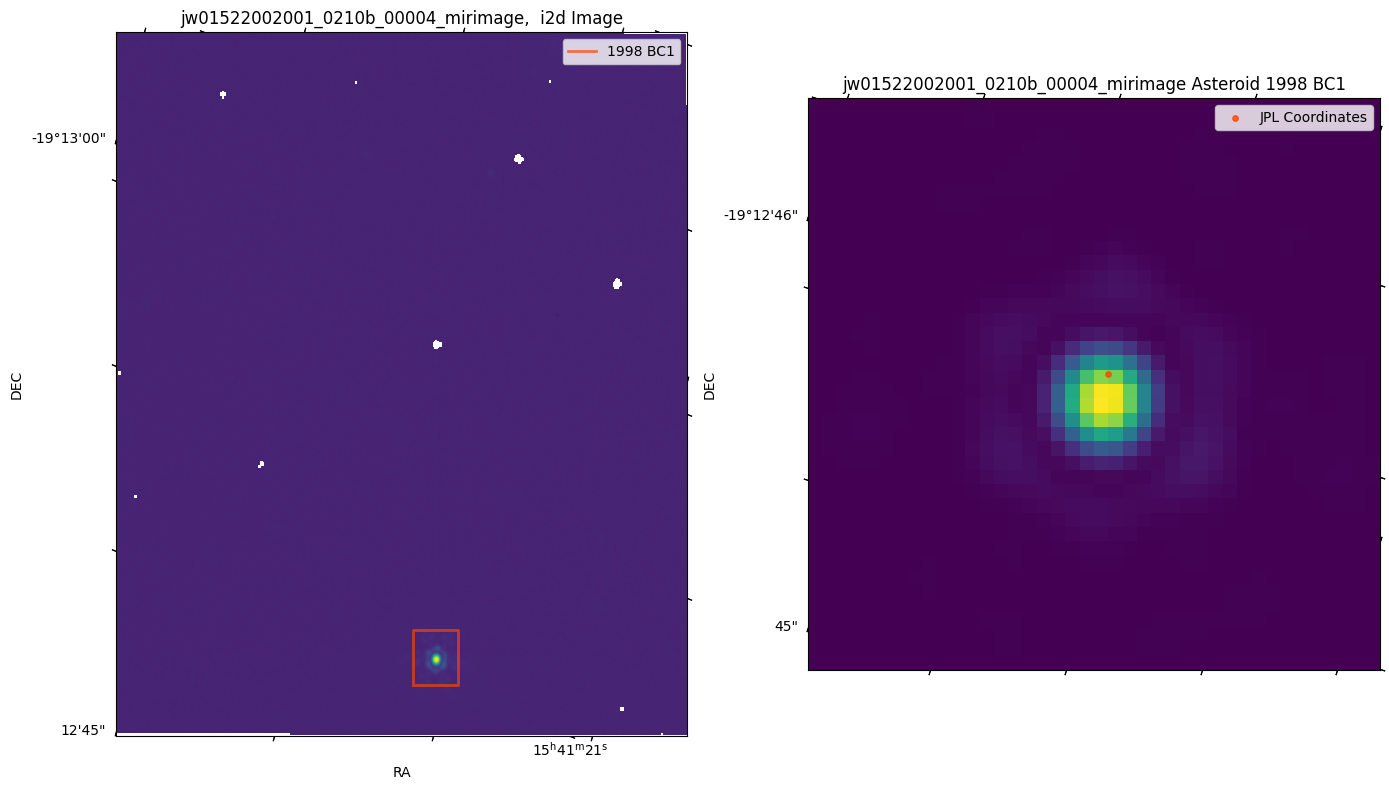 jw01522002001_0210b_00004_mirimage,  i2d Image
1998 BC1
-19°13'00"
DEC
12'45"
15ʰ41ᵐ21ˢ
RA
jw01522002001_0210b_00004_mirimage Asteroid 1998 BC1
JPL Coordinates
-19°12'46"
DEC
45"